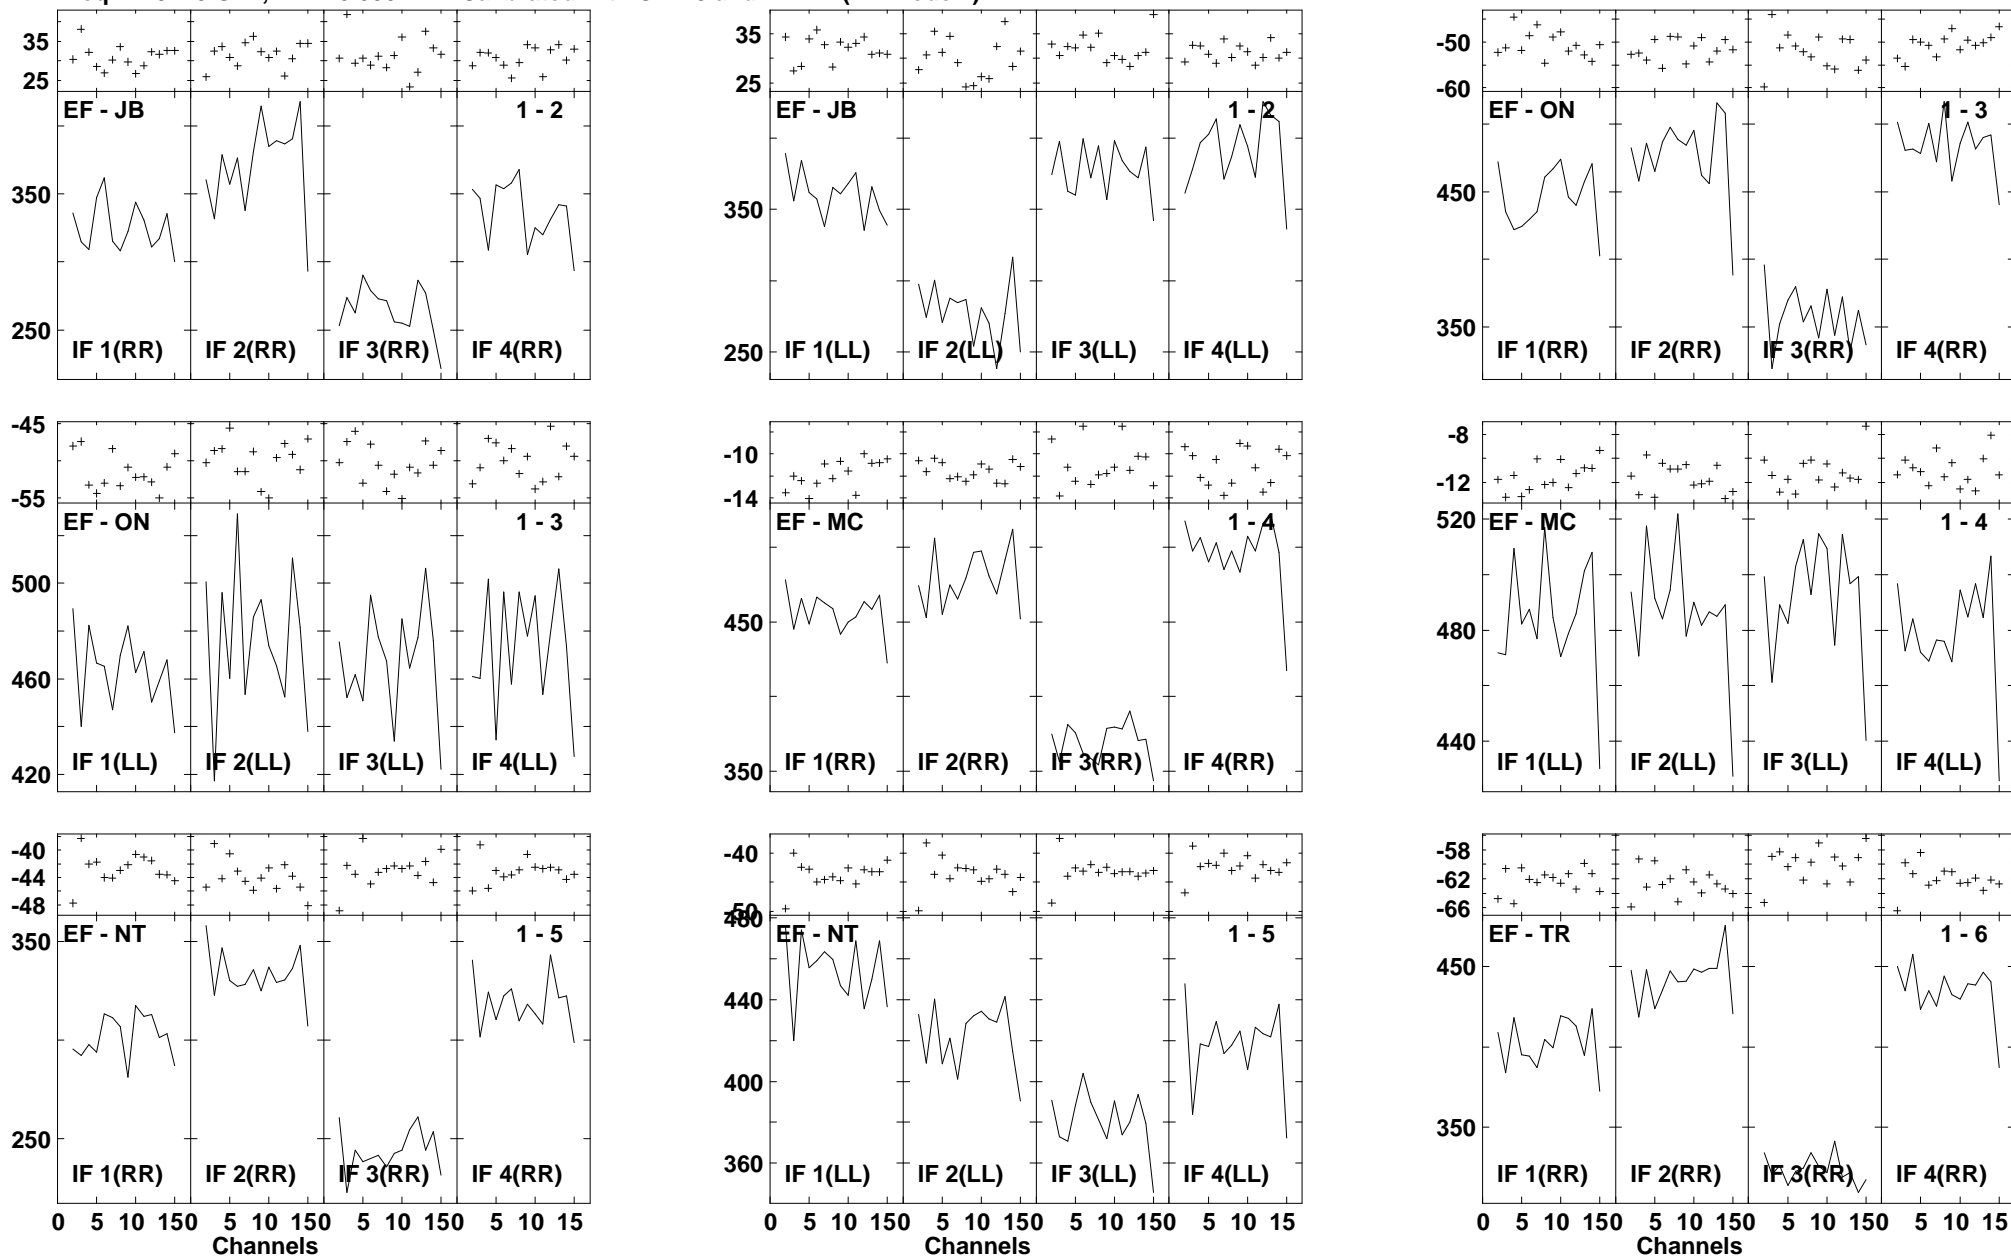 35 35 -50
25 25 -60
EF - JB 1 - 2 EF - JB 1 - 2 EF - ON 1 - 3
350 350 450
250 250 350
IF 1(RR) IF 2(RR) IF 3(RR) IF 4(RR) IF 1(LL) IF 2(LL) IF 3(LL) IF 4(LL) IF 1(RR) IF 2(RR) IF 3(RR) IF 4(RR)
-45 -10 -8
-55 -14 -12
EF - ON 1 - 3 EF - MC 1 - 4 EF - MC 1 - 4
500 450 520
460 350 480
420 440
IF 1(LL) IF 2(LL) IF 3(LL) IF 4(LL) IF 1(RR) IF 2(RR) IF 3(RR) IF 4(RR) IF 1(LL) IF 2(LL) IF 3(LL) IF 4(LL)
-40 -40 -58
-44 -50 -62
-48 480 -66
EF - NT 1 - 5 EF - NT 1 - 5 EF - TR 1 - 6
350 440 450
250 400 350
360
IF 1(RR) IF 2(RR) IF 3(RR) IF 4(RR) IF 1(LL) IF 2(LL) IF 3(LL) IF 4(LL) IF 1(RR) IF 2(RR) IF 3(RR) IF 4(RR)
0 5 10 150 5 10 150 5 10 150 5 10 15 0 5 10 150 5 10 150 5 10 150 5 10 15 0 5 10 150 5 10 150 5 10 150 5 10 15
Channels Channels Channels